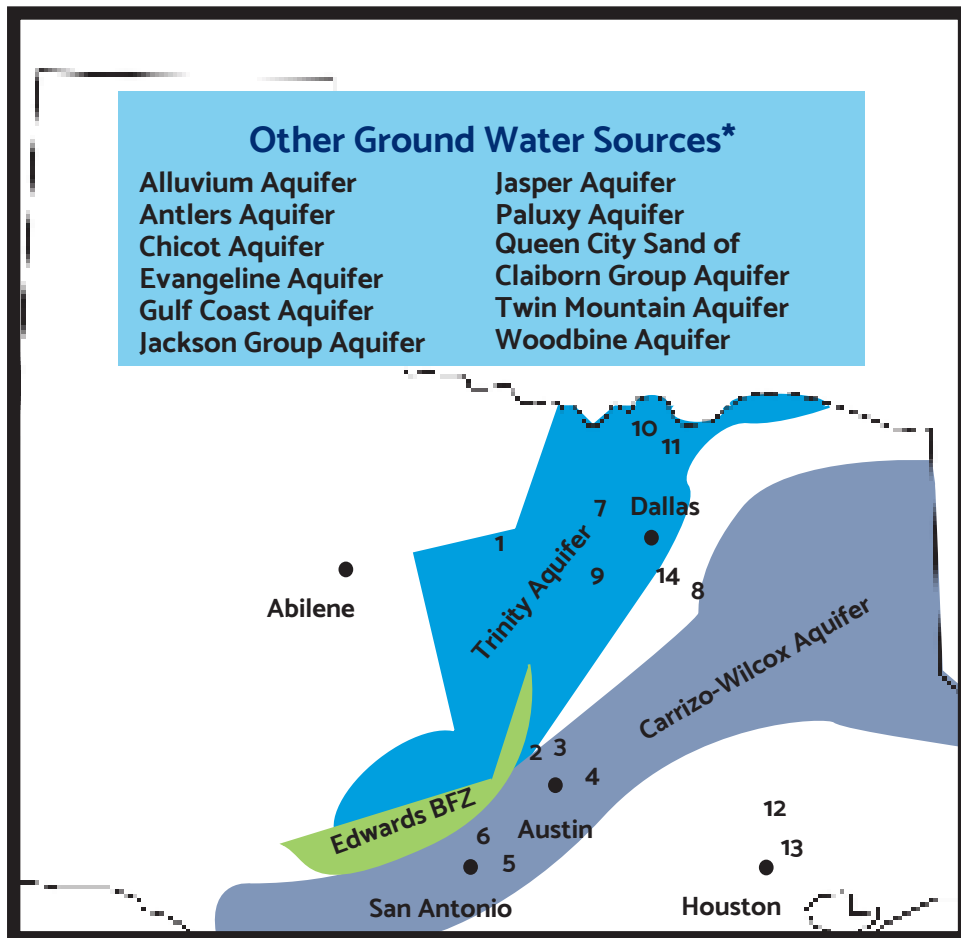 Other Ground Water Sources*
Alluvium Aquifer
Antlers Aquifer
Chicot Aquifer
Evangeline Aquifer
Gulf Coast Aquifer
Jackson Group Aquifer
Jasper Aquifer
Paluxy Aquifer
Queen City Sand of
Claiborn Group Aquifer
Twin Mountain Aquifer
Woodbine Aquifer
10
11
7
Dallas
1
Trinity Aquifer
9
14
8
Abilene
Carrizo-Wilcox Aquifer
2
3
4
Edwards BFZ
6
Austin
5
San Antonio
12
13
Houston